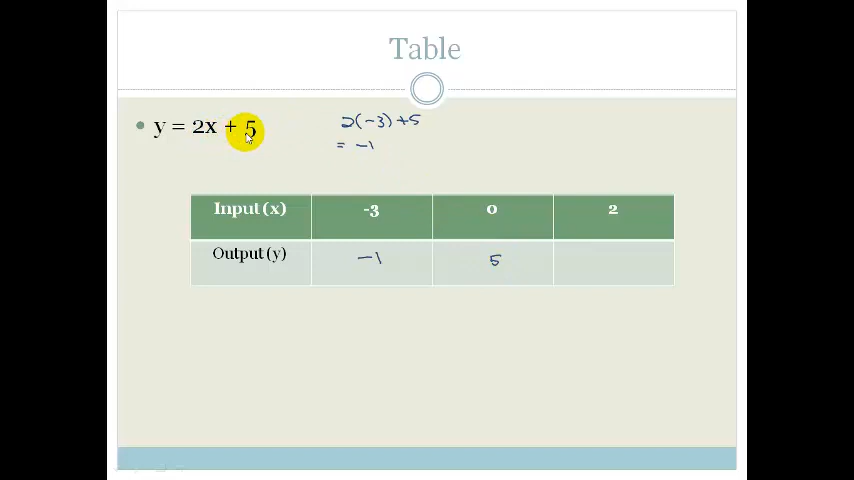 Table
y = 2x + 5
2(-3)+5
= -1
Input (x) -3 0 2
Output (y) -1 5